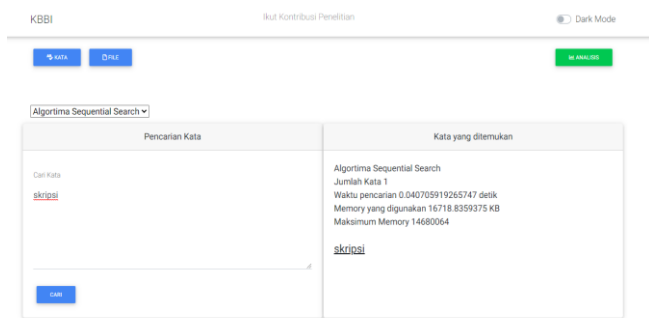 KBBI
Ikut Kontribusi Penelitian
Dark Mode
KATA
FILE
ANALISIS
Algortima Sequential Search
Pencarian Kata
Kata yang ditemukan
Cari Kata
skripsi
CARI
Algortima Sequential Search
Jumlah Kata 1
Waktu pencarian 0.040705919265747 detik
Memory yang digunakan 16718.8359375 KB
Maksimum Memory 14680064
skripsi